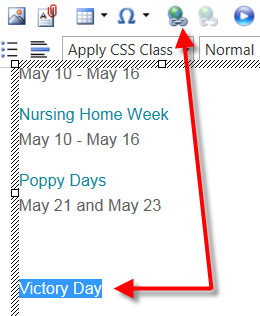 Apply CSS Class
Normal
May 10 - May 16
Nursing Home Week
May 10 - May 16
Poppy Days
May 21 and May 23
Victory Day